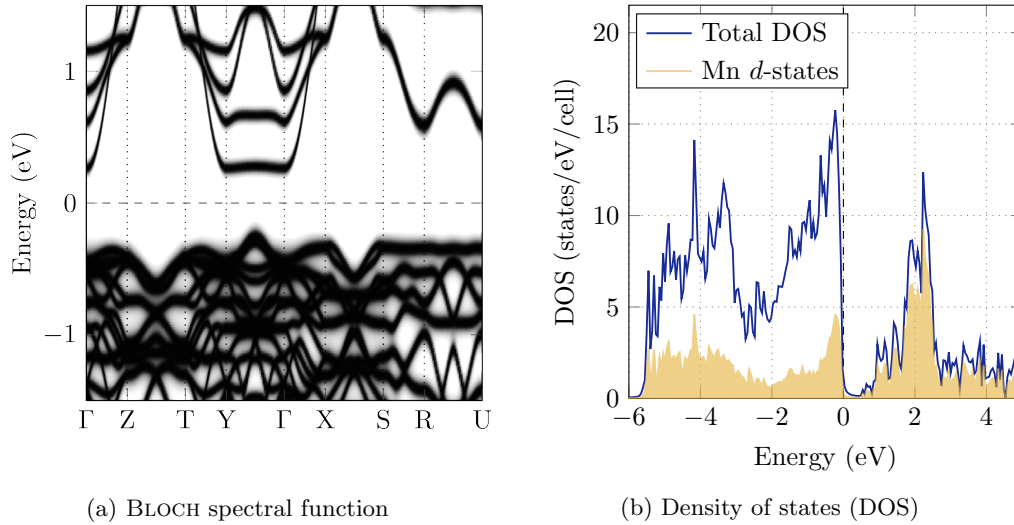 1
0
−1
Energy (eV)
Γ Z T Y Γ X S R U
(a) BLOCH spectral function
20
15
10
5
0
DOS (states/eV/cell)
Total DOS
Mn d-states
−6 −4 −2 0 2 4
Energy (eV)
(b) Density of states (DOS)